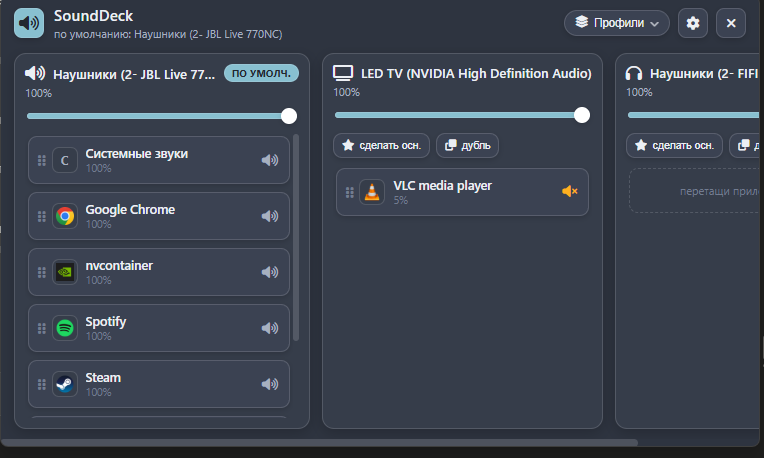 SoundDeck
по умолчанию: Наушники (2- JBL Live 770NC)
Профили
Наушники (2- JBL Live 77...
ПО УМОЛЧ.
100%
Системные звуки
100%
Google Chrome
100%
nvcontainer
100%
Spotify
100%
Steam
100%
LED TV (NVIDIA High Definition Audio)
100%
сделать осн.
дубль
VLC media player
5%
Наушники (2- FIFI
100%
сделать осн.
перетащи